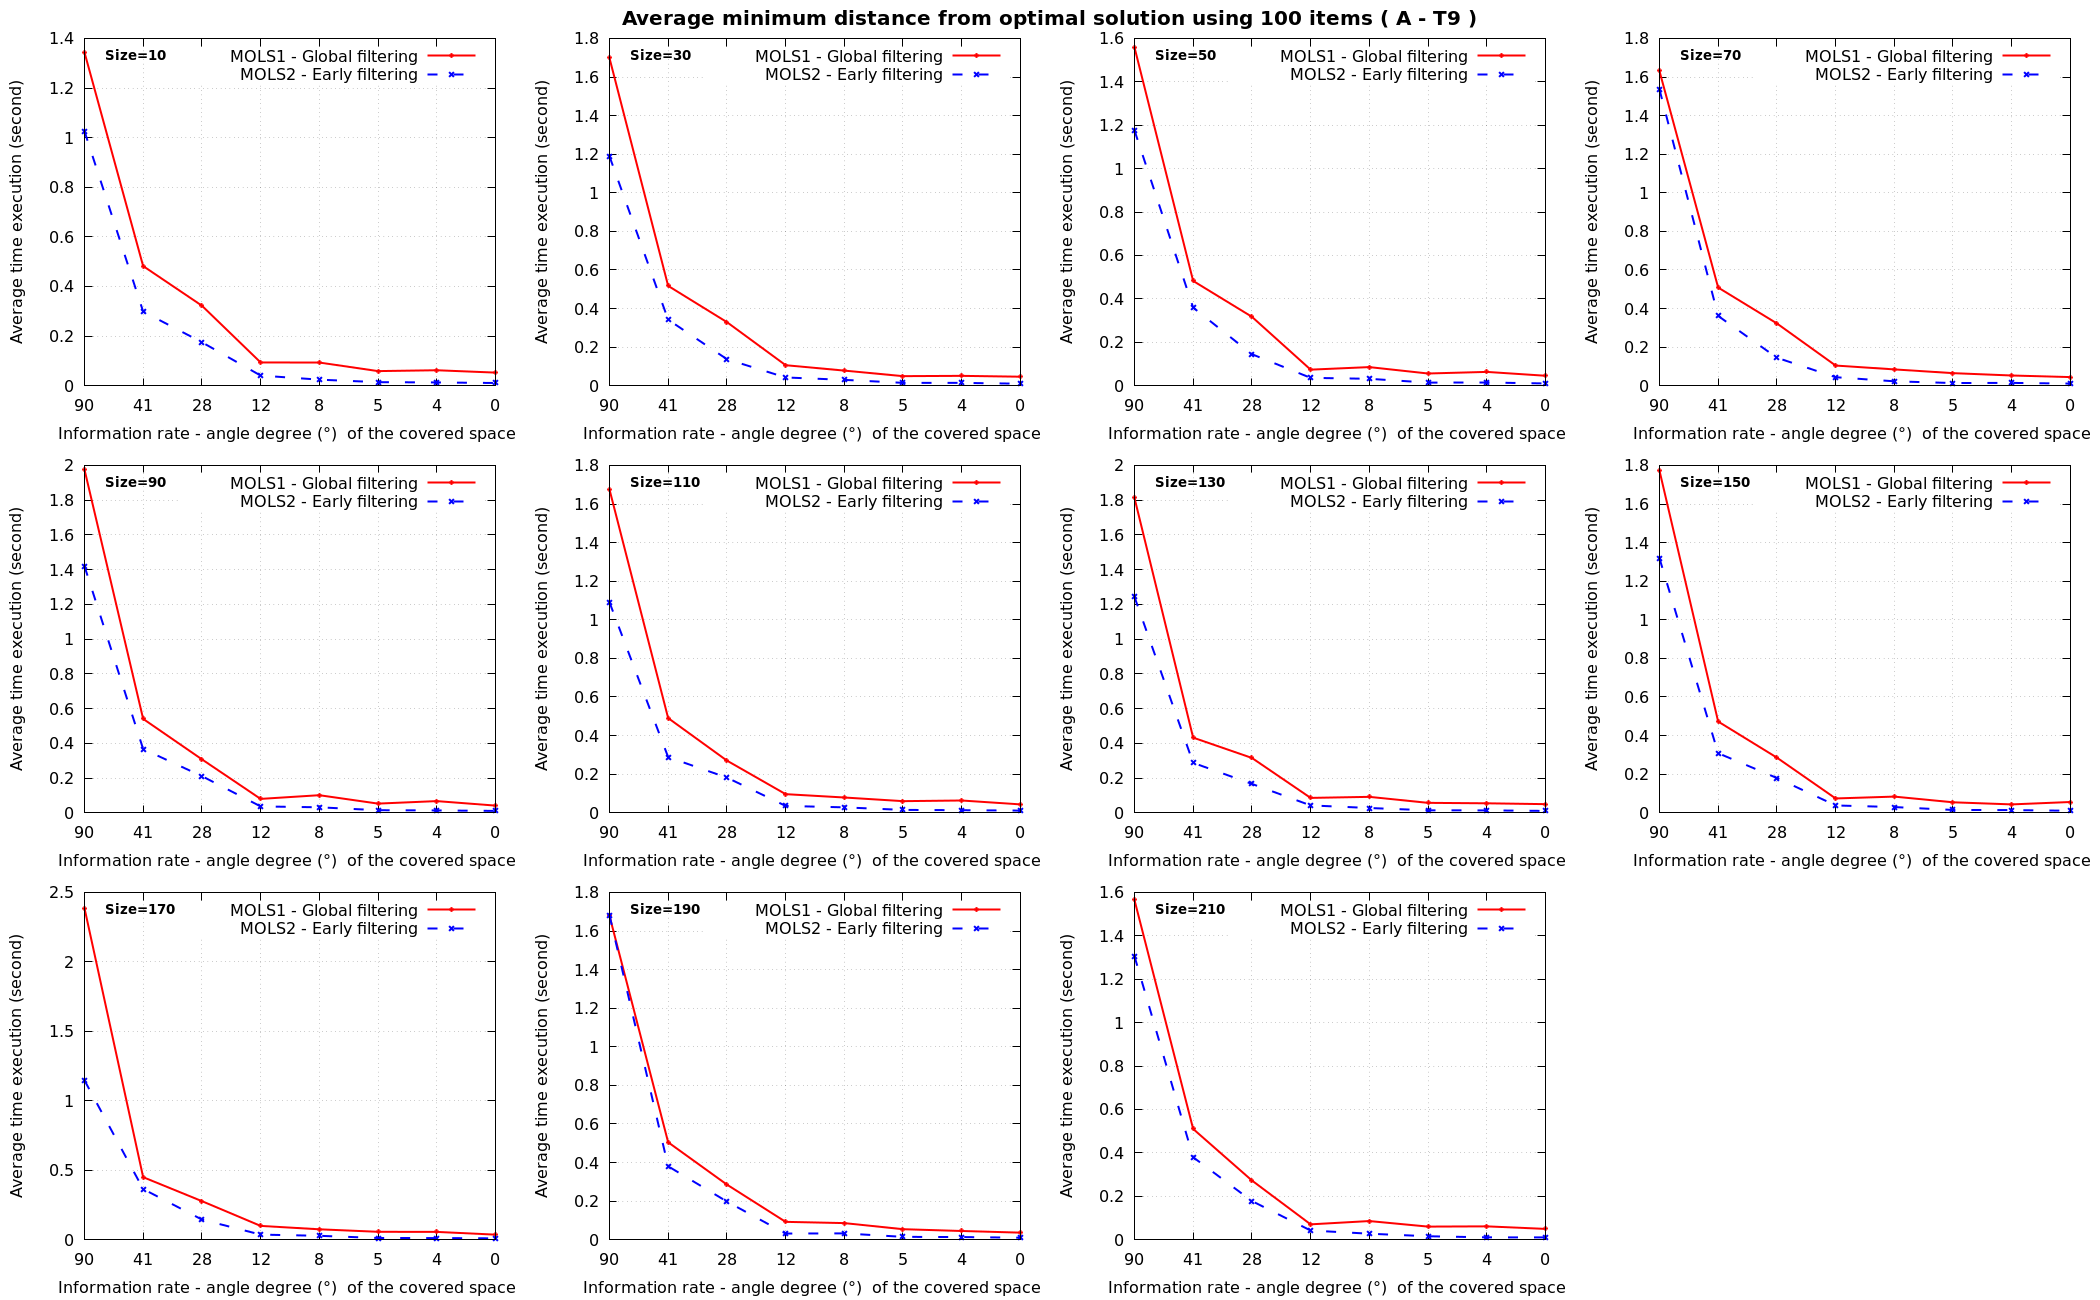 Average minimum distance from optimal solution using 100 items ( A - T9 )
Size=10
MOLS1 - Global filtering
MOLS2 - Early filtering
Average time execution (second)
1.4
1.2
1
0.8
0.6
0.4
0.2
0
90 41 28 12 8 5 4 0
Information rate - angle degree (°)  of the covered space
Size=30
MOLS1 - Global filtering
MOLS2 - Early filtering
Average time execution (second)
1.8
1.6
1.4
1.2
1
0.8
0.6
0.4
0.2
0
90 41 28 12 8 5 4 0
Information rate - angle degree (°)  of the covered space
Size=50
MOLS1 - Global filtering
MOLS2 - Early filtering
Average time execution (second)
1.6
1.4
1.2
1
0.8
0.6
0.4
0.2
0
90 41 28 12 8 5 4 0
Information rate - angle degree (°)  of the covered space
Size=70
MOLS1 - Global filtering
MOLS2 - Early filtering
Average time execution (second)
1.8
1.6
1.4
1.2
1
0.8
0.6
0.4
0.2
0
90 41 28 12 8 5 4 0
Information rate - angle degree (°)  of the covered space
Size=90
MOLS1 - Global filtering
MOLS2 - Early filtering
Average time execution (second)
2
1.8
1.6
1.4
1.2
1
0.8
0.6
0.4
0.2
0
90 41 28 12 8 5 4 0
Information rate - angle degree (°)  of the covered space
Size=110
MOLS1 - Global filtering
MOLS2 - Early filtering
Average time execution (second)
1.8
1.6
1.4
1.2
1
0.8
0.6
0.4
0.2
0
90 41 28 12 8 5 4 0
Information rate - angle degree (°)  of the covered space
Size=130
MOLS1 - Global filtering
MOLS2 - Early filtering
Average time execution (second)
2
1.8
1.6
1.4
1.2
1
0.8
0.6
0.4
0.2
0
90 41 28 12 8 5 4 0
Information rate - angle degree (°)  of the covered space
Size=150
MOLS1 - Global filtering
MOLS2 - Early filtering
Average time execution (second)
1.8
1.6
1.4
1.2
1
0.8
0.6
0.4
0.2
0
90 41 28 12 8 5 4 0
Information rate - angle degree (°)  of the covered space
Size=170
MOLS1 - Global filtering
MOLS2 - Early filtering
Average time execution (second)
2.5
2
1.5
1
0.5
0
90 41 28 12 8 5 4 0
Information rate - angle degree (°)  of the covered space
Size=190
MOLS1 - Global filtering
MOLS2 - Early filtering
Average time execution (second)
1.8
1.6
1.4
1.2
1
0.8
0.6
0.4
0.2
0
90 41 28 12 8 5 4 0
Information rate - angle degree (°)  of the covered space
Size=210
MOLS1 - Global filtering
MOLS2 - Early filtering
Average time execution (second)
1.6
1.4
1.2
1
0.8
0.6
0.4
0.2
0
90 41 28 12 8 5 4 0
Information rate - angle degree (°)  of the covered space